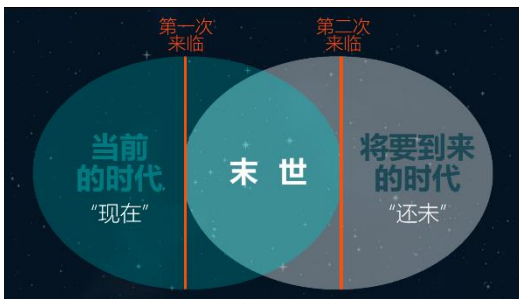 第一次
来临
第二次
来临
当前
的时代
“现在”
末 世
将要到来
的时代
“还未”